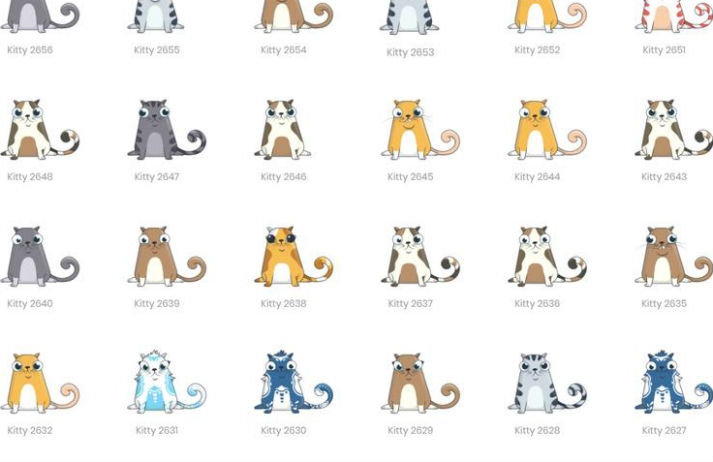 Kitty 2656
Kitty 2655
Kitty 2654
Kitty 2653
Kitty 2652
Kitty 2651
Kitty 2648
Kitty 2647
Kitty 2646
Kitty 2645
Kitty 2644
Kitty 2643
Kitty 2640
Kitty 2639
Kitty 2638
Kitty 2637
Kitty 2636
Kitty 2635
Kitty 2632
Kitty 2631
Kitty 2630
Kitty 2629
Kitty 2628
Kitty 2627